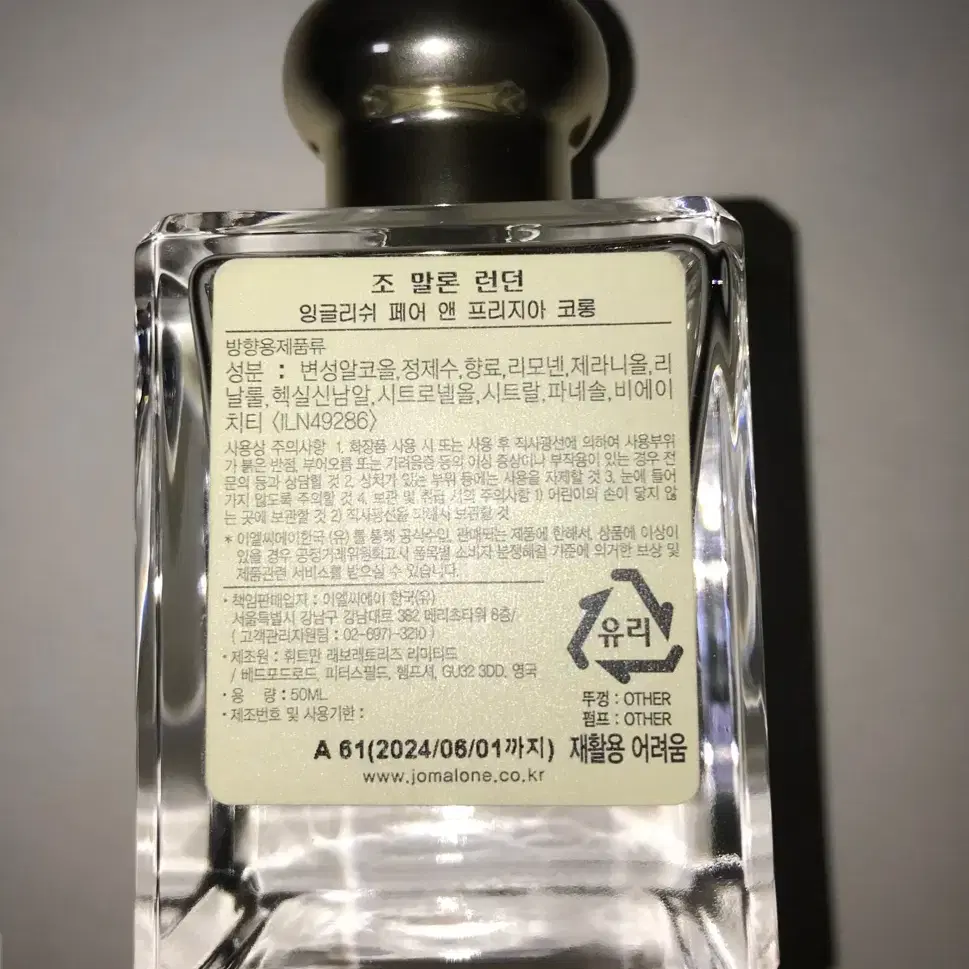 조 말론 런던
잉글리쉬 페어 앤 프리지아 코롱
방향용제품류
성분 : 변성알코올,정제수,향료,리모넨,제라니올,리
날룰,헥실신남알,시트로넬올,시트랄,파네솔,비에이
치티 〈ILN49286〉
사용상 주의사항 1. 화장품 사용 시 또는 사용 후 직사광선에 의하여 사용부위
가 붉은 반점, 부어오름 또는 가려움증 등의 이상 증상이나 부작용이 있는 경우 전
문의 등과 상담할 것 2. 상처가 있는 부위 등에는 사용을 자제할 것 3. 눈에 들어
가지 않도록 주의할 것 4. 보관 및 취급 시의 주의사항 1) 어린이의 손이 닿지 않
는 곳에 보관할 것 2) 직사광선을 피해서 보관할 것
* 이엘씨에이한국 (유) 를 통해 공식수입, 판매되는 제품에 한해서, 상품에 이상이
있을 경우 공정거래위원회고시 품목별 소비자 분쟁해결 기준에 의거한 보상 및
제품관련 서비스를 받으실 수 있습니다.
· 책임판매업자 : 이엘씨에이 한국(유)
서울특별시 강남구 강남대로 382 메리츠타워 6층/
( 고객관리지원팀 : 02-6971-3210 )
· 제조원 : 휘트만 래보레토리즈 리미티드
/ 베드포드로드, 피터스필드, 햄프셔, GU32 3DD, 영국
· 용 량 : 50ML
· 제조번호 및 사용기한 :
유리
뚜껑 : OTHER
펌프 : OTHER
A 61(2024/06/01까지) 재활용 어려움
www.jomalone.co.kr